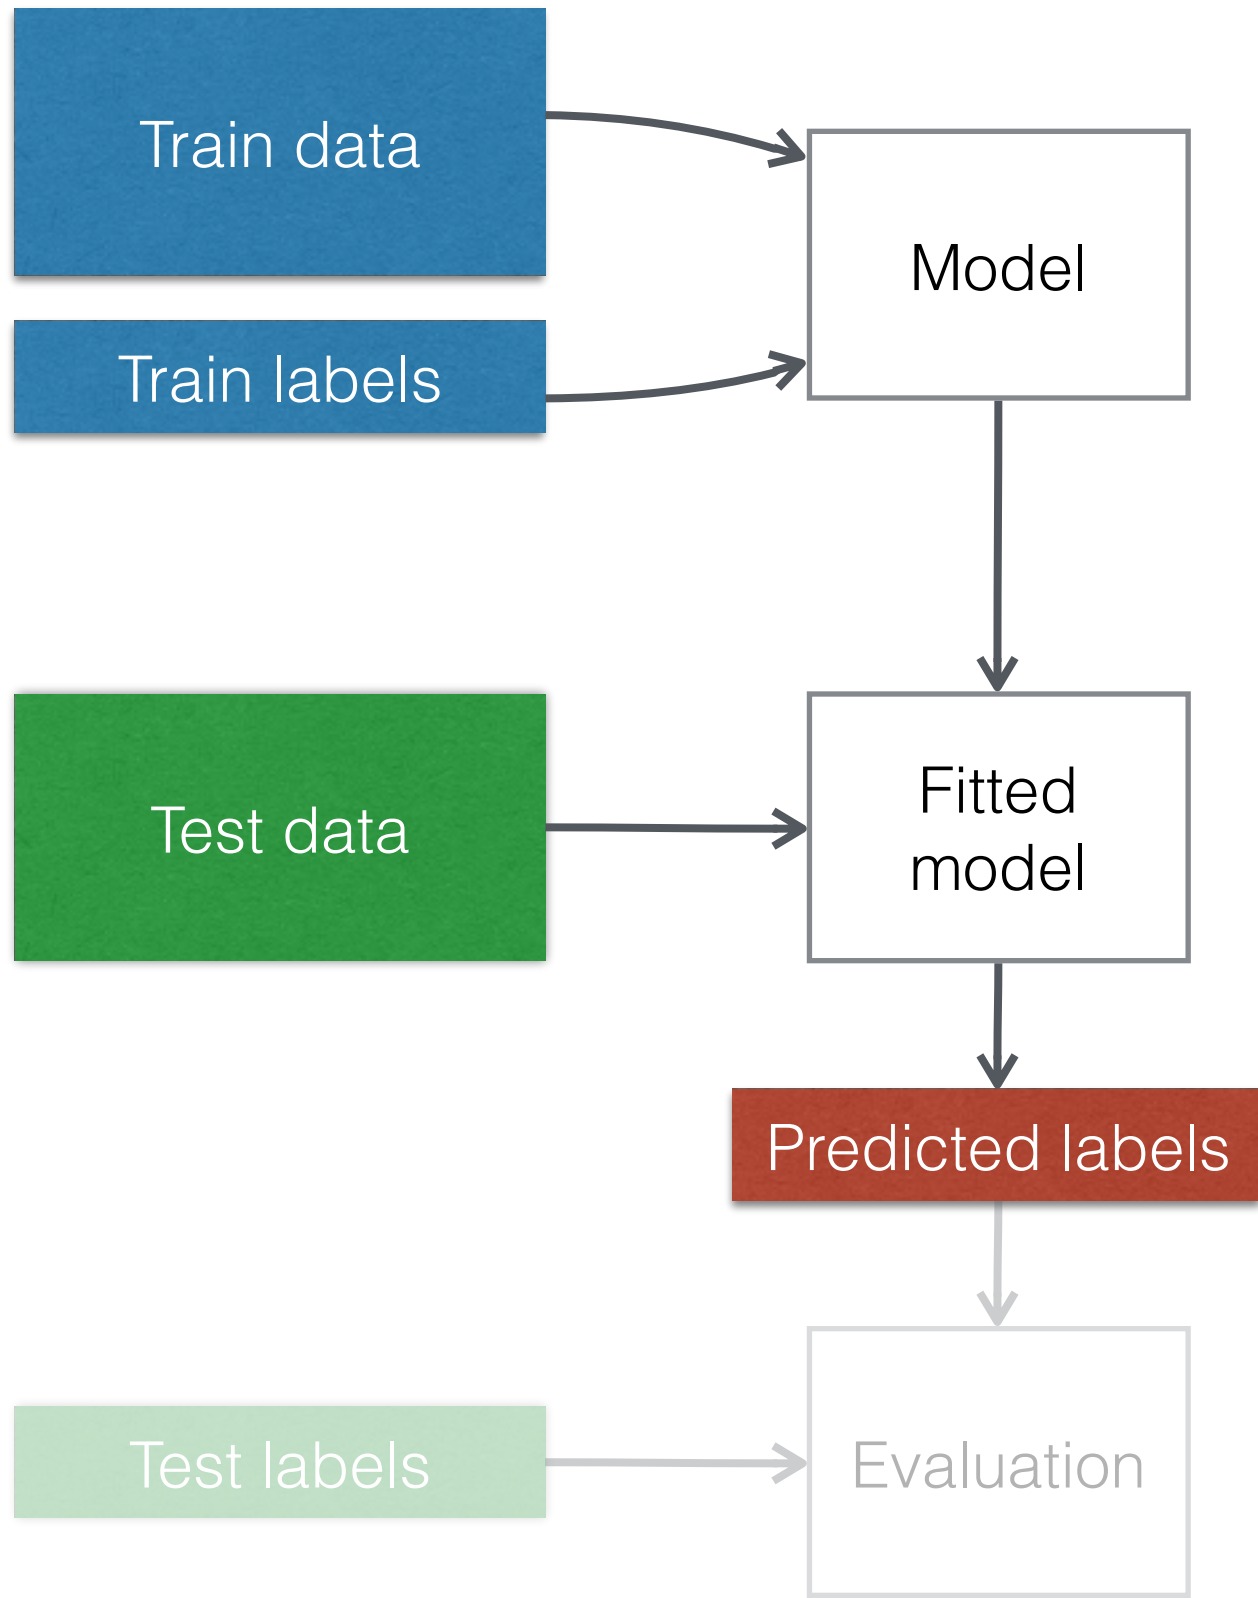 Train data
Model
Train labels
Test data
Fitted
model
Predicted labels
Test labels
Evaluation